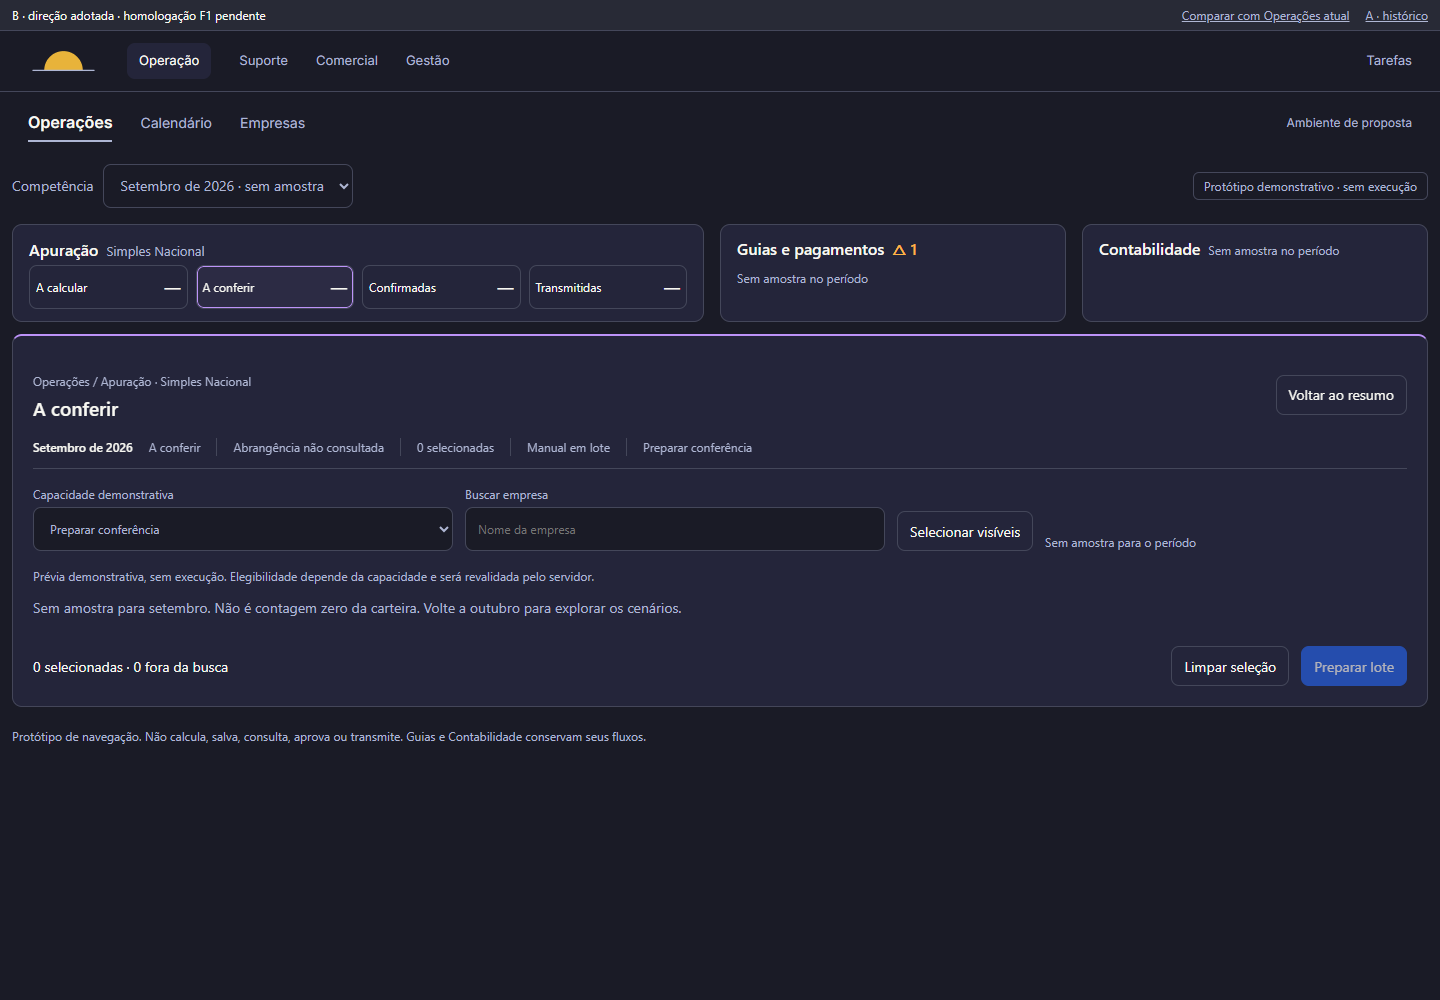 B · direção adotada · homologação F1 pendente
Comparar com Operações atual
A · histórico
Operação
Suporte
Comercial
Gestão
Tarefas
Operações
Calendário
Empresas
Ambiente de proposta
Competência
Setembro de 2026 · sem amostra
Protótipo demonstrativo · sem execução
Apuração Simples Nacional
A calcular —
A conferir —
Confirmadas —
Transmitidas —
Guias e pagamentos △ 1
Sem amostra no período
Contabilidade Sem amostra no período
Operações / Apuração · Simples Nacional
A conferir
Voltar ao resumo
Setembro de 2026
A conferir
Abrangência não consultada
0 selecionadas
Manual em lote
Preparar conferência
Capacidade demonstrativa
Preparar conferência
Buscar empresa
Nome da empresa
Selecionar visíveis
Sem amostra para o período
Prévia demonstrativa, sem execução. Elegibilidade depende da capacidade e será revalidada pelo servidor.
Sem amostra para setembro. Não é contagem zero da carteira. Volte a outubro para explorar os cenários.
0 selecionadas · 0 fora da busca
Limpar seleção
Preparar lote
Protótipo de navegação. Não calcula, salva, consulta, aprova ou transmite. Guias e Contabilidade conservam seus fluxos.